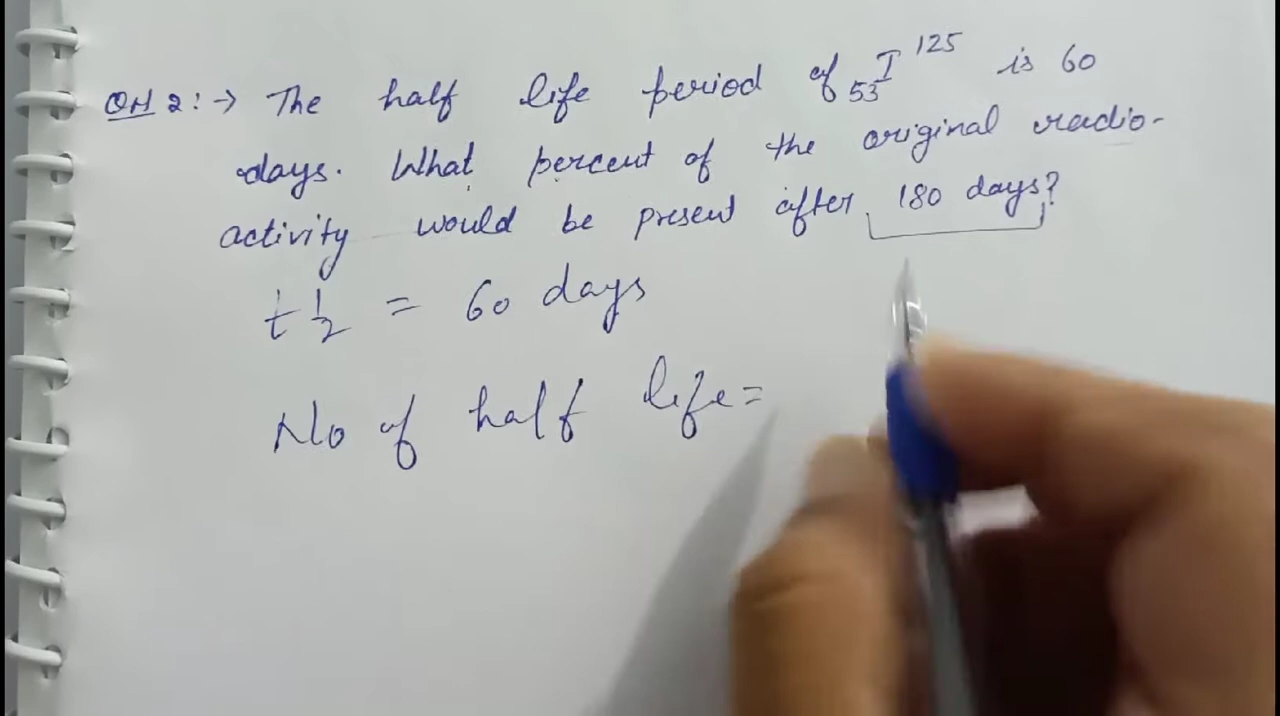 QN 2:→ The half life period of ₅₃I¹²⁵ is 60
days. What percent of the original radio-
activity would be present after 180 days?
t½ = 60 days
No of half life=